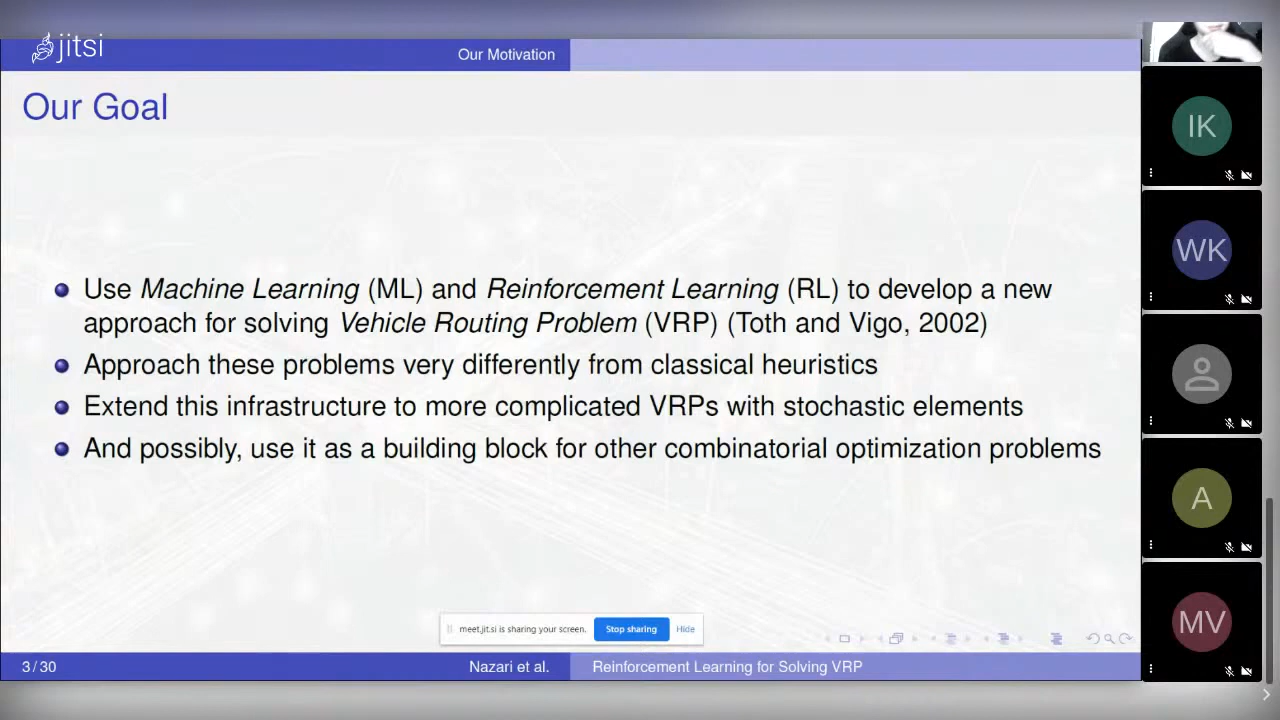 jitsi
Our Motivation
Our Goal
Use Machine Learning (ML) and Reinforcement Learning (RL) to develop a new
approach for solving Vehicle Routing Problem (VRP) (Toth and Vigo, 2002)
Approach these problems very differently from classical heuristics
Extend this infrastructure to more complicated VRPs with stochastic elements
And possibly, use it as a building block for other combinatorial optimization problems
meet.jit.si is sharing your screen. Stop sharing Hide
3 / 30 Nazari et al. Reinforcement Learning for Solving VRP
IK
WK
A
MV